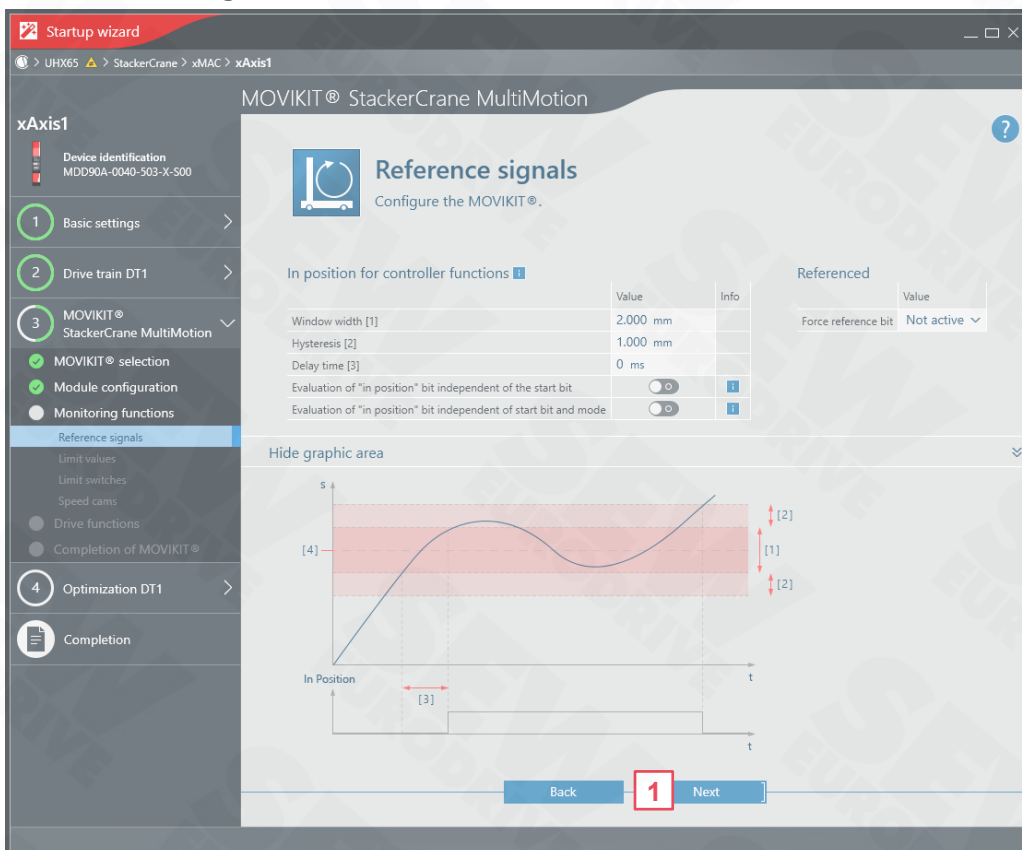 Startup wizard
> UHX65 > StackerCrane > xMAC > xAxis1
MOVIKIT® StackerCrane MultiMotion
xAxis1
Device identification
MDD90A-0040-503-X-S00
1 Basic settings
2 Drive train DT1
3 MOVIKIT®
StackerCrane MultiMotion
MOVIKIT® selection
Module configuration
Monitoring functions
Reference signals
Limit values
Limit switches
Speed cams
Drive functions
Completion of MOVIKIT®
4 Optimization DT1
Completion
?
Reference signals
Configure the MOVIKIT®.
In position for controller functions i
Value Info
Window width [1] 2.000 mm
Hysteresis [2] 1.000 mm
Delay time [3] 0 ms
Evaluation of "in position" bit independent of the start bit i
Evaluation of "in position" bit independent of start bit and mode i
Referenced
Value
Force reference bit Not active
Hide graphic area
s
[2]
[4] [1]
[2]
t
In Position
[3]
t
Back 1 Next
SEW
EURODRIVE